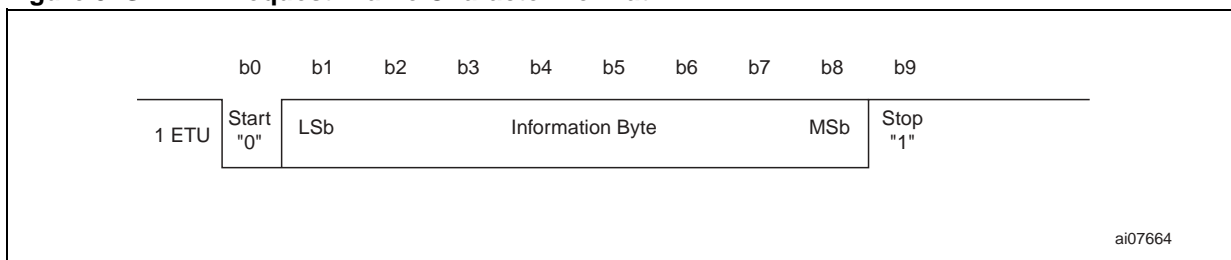 b0 b1 b2 b3 b4 b5 b6 b7 b8 b9
1 ETU Start "0" LSb Information Byte MSb Stop "1"
ai07664